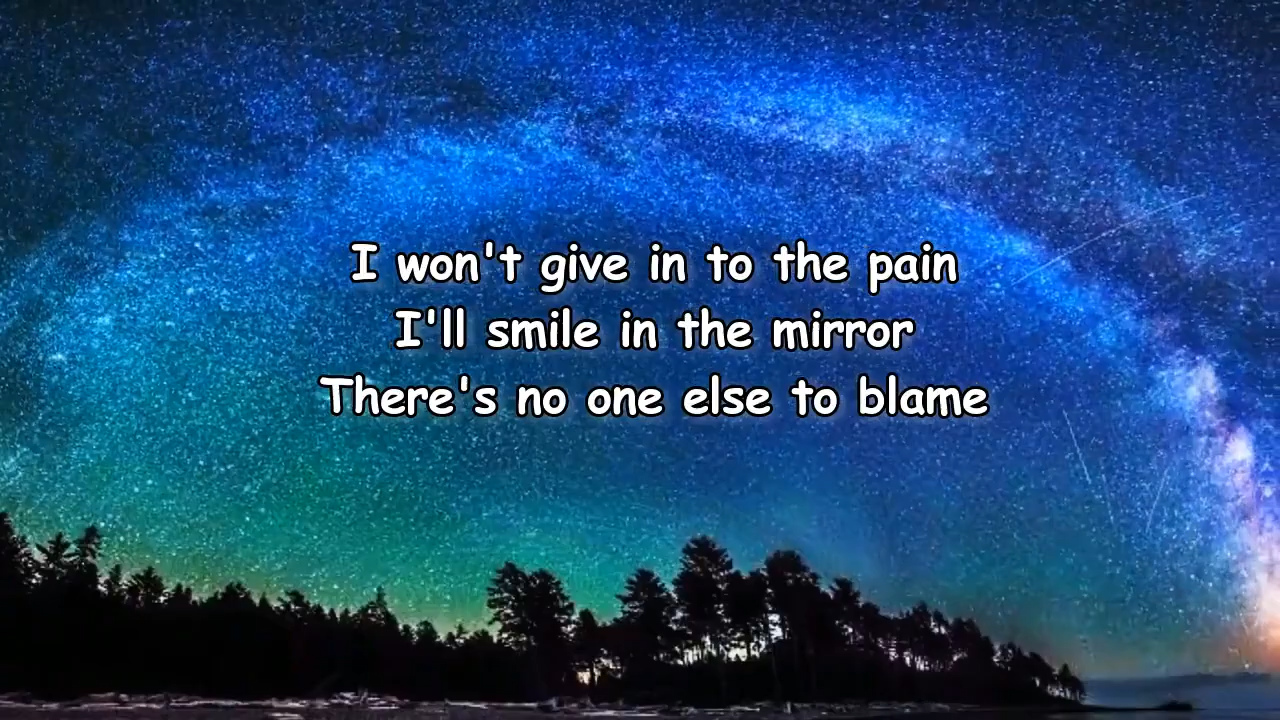 I won't give in to the pain
I'll smile in the mirror
There's no one else to blame